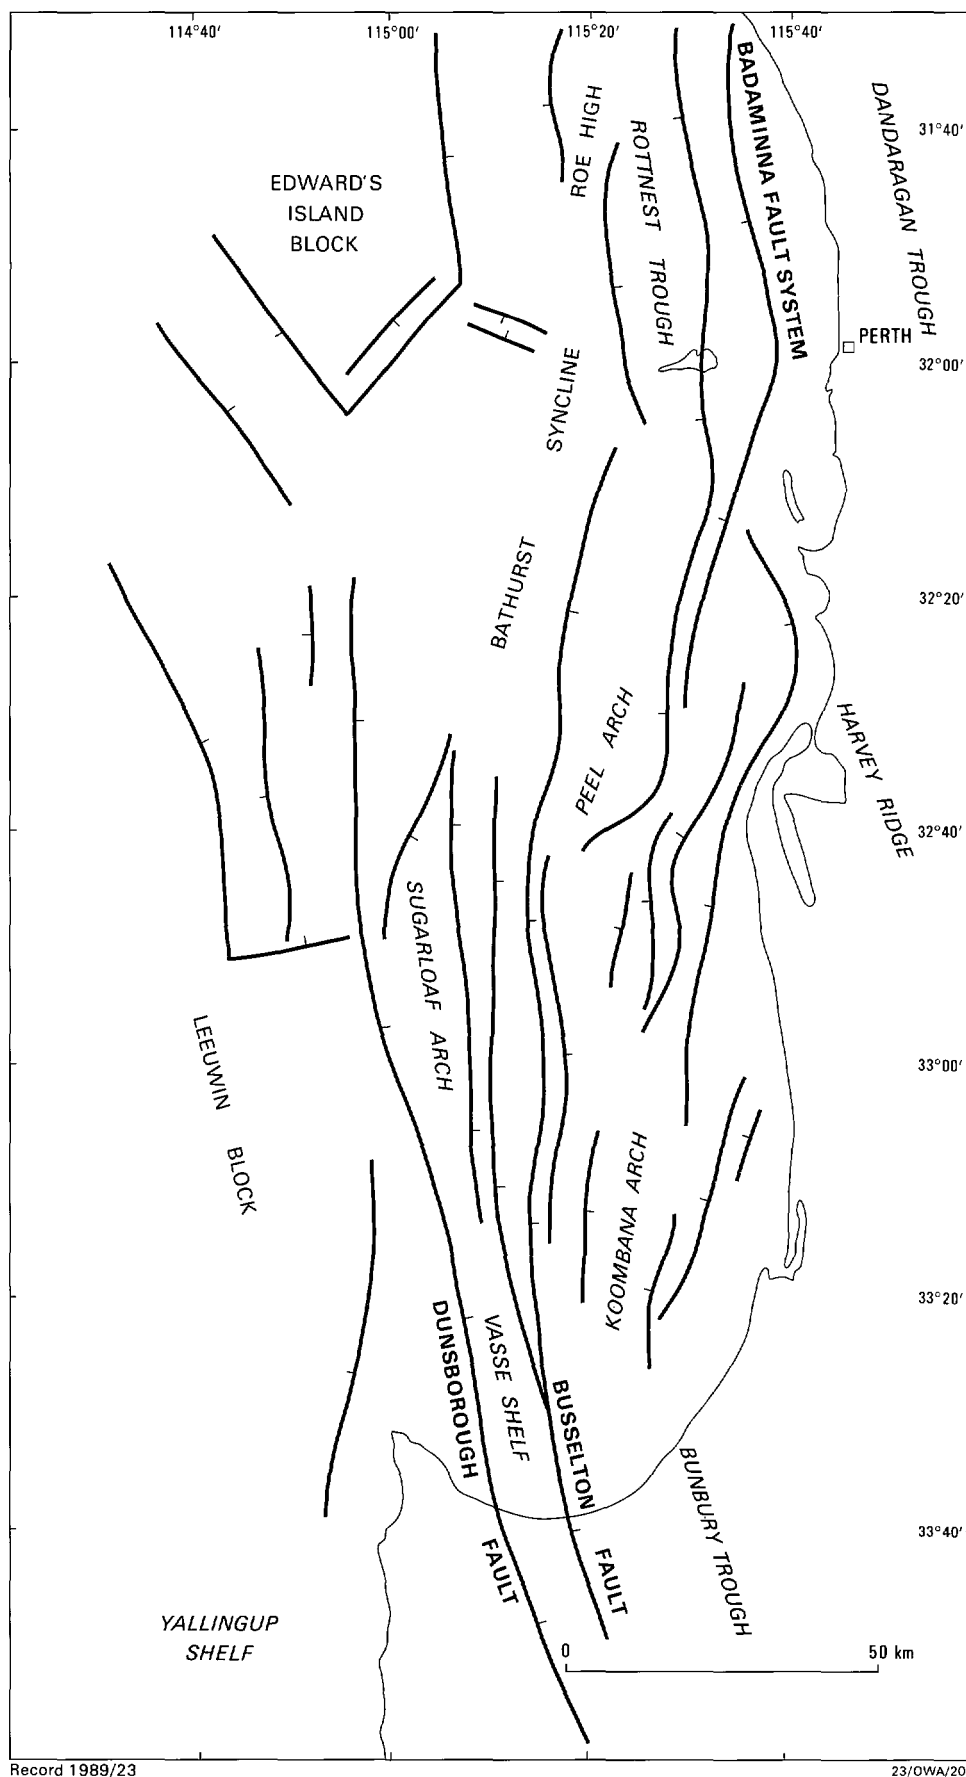 114°40'
115°00'
115°20'
115°40'
31°40'
32°00'
32°20'
32°40'
33°00'
33°20'
33°40'
EDWARD'S
ISLAND
BLOCK
ROE HIGH
ROTTNEST TROUGH
BADAMINNA FAULT SYSTEM
DANDARAGAN TROUGH
PERTH
BATHURST SYNCLINE
PEEL ARCH
HARVEY RIDGE
SUGARLOAF ARCH
LEEUWIN BLOCK
KOOMBANA ARCH
DUNSBOROUGH FAULT
VASSE SHELF
BUSSELTON FAULT
BUNBURY TROUGH
YALLINGUP
SHELF
0 50 km
Record 1989/23
23/OWA/20